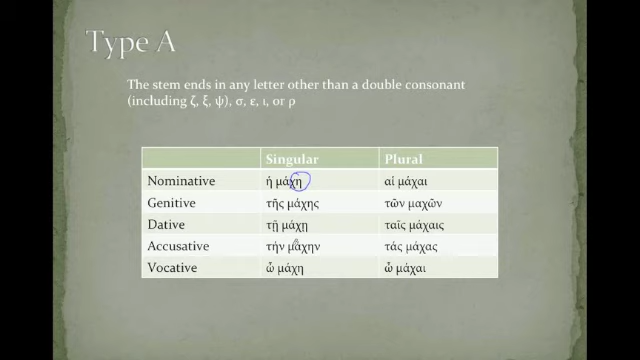 Type A
The stem ends in any letter other than a double consonant
(including ζ, ξ, ψ), σ, ε, ι, or ρ
Singular Plural
Nominative ἡ μάχη αἱ μάχαι
Genitive τῆς μάχης τῶν μαχῶν
Dative τῇ μάχῃ ταῖς μάχαις
Accusative τὴν μάχην τάς μάχας
Vocative ὦ μάχη ὦ μάχαι